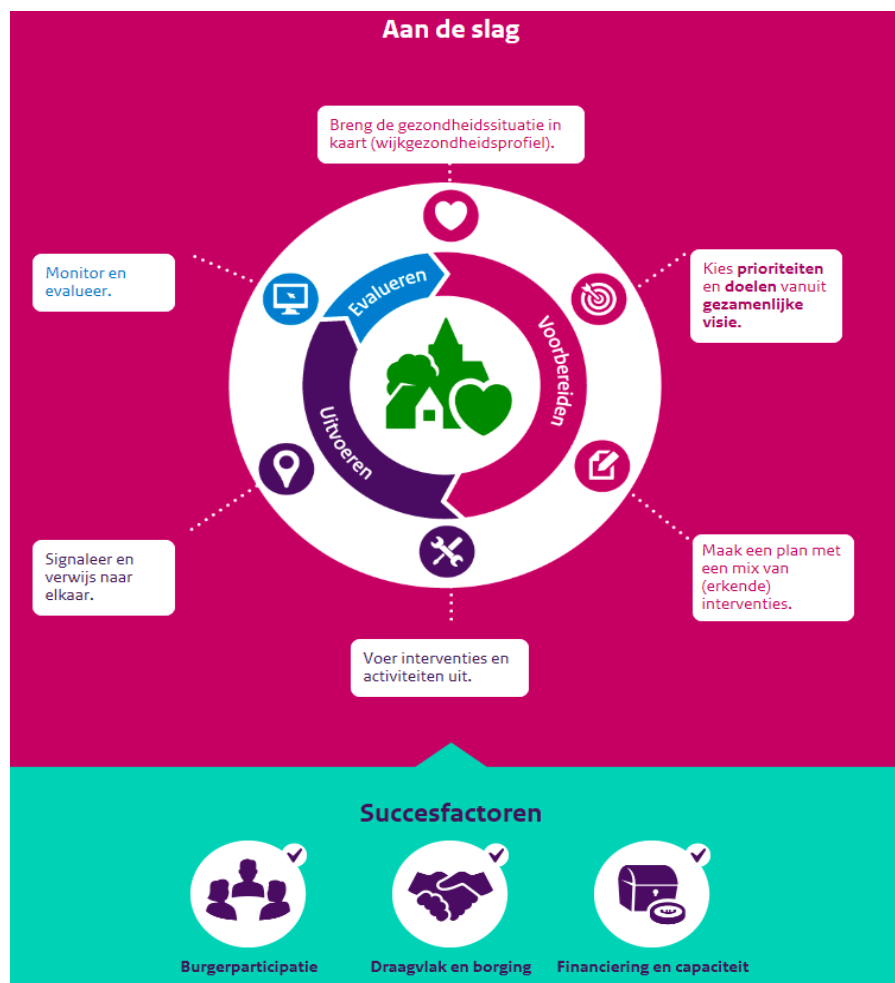 Aan de slag
Breng de gezondheidssituatie in
kaart (wijkgezondheidsprofiel).
Kies prioriteiten
en doelen vanuit
gezamenlijke
visie.
Maak een plan met
een mix van
(erkende)
interventies.
Voer interventies en
activiteiten uit.
Signaleer en
verwijs naar
elkaar.
Monitor en
evalueer.
Voorbereiden
Uitvoeren
Evalueren
Succesfactoren
Burgerparticipatie
Draagvlak en borging
Financiering en capaciteit